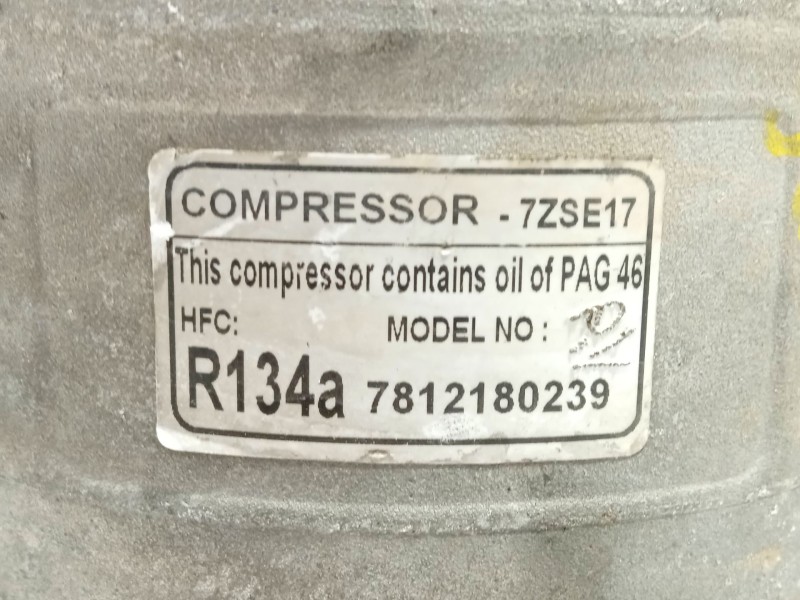 COMPRESSOR - 7ZSE17
This compressor contains oil of PAG 46
HFC: MODEL NO :
R134a 7812180239